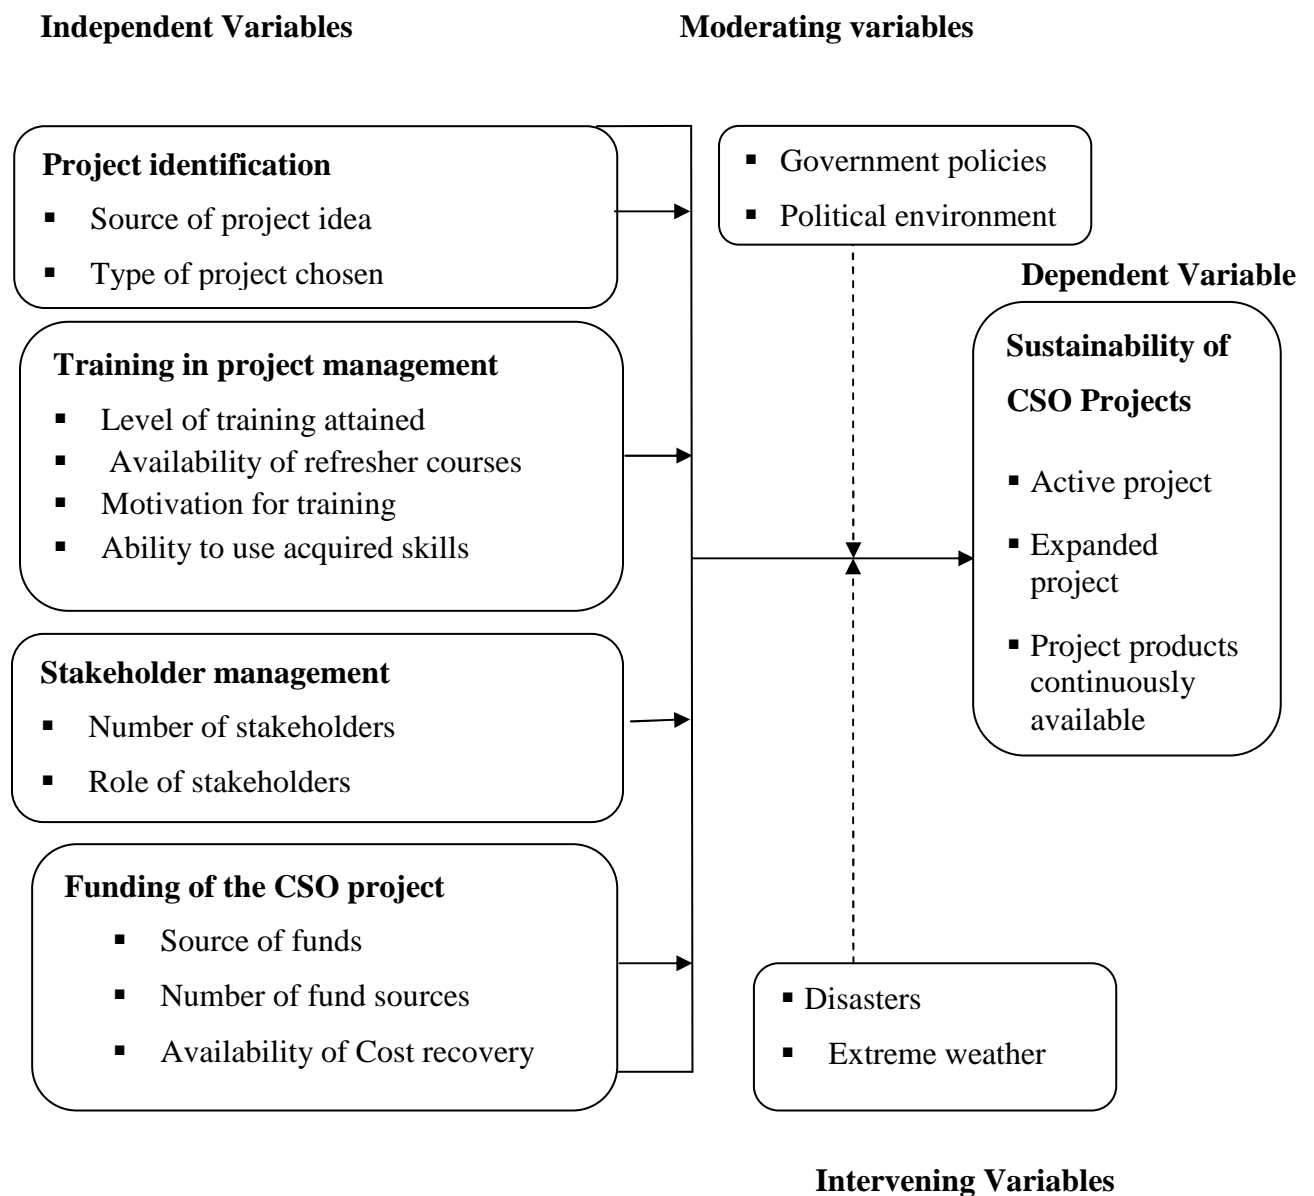 Independent Variables
Moderating variables
Project identification
▪ Source of project idea
▪ Type of project chosen
▪ Government policies
▪ Political environment
Dependent Variable
Training in project management
▪ Level of training attained
▪ Availability of refresher courses
▪ Motivation for training
▪ Ability to use acquired skills
Sustainability of
CSO Projects
▪ Active project
▪ Expanded
project
▪ Project products
continuously
available
Stakeholder management
▪ Number of stakeholders
▪ Role of stakeholders
Funding of the CSO project
▪ Source of funds
▪ Number of fund sources
▪ Availability of Cost recovery
▪ Disasters
▪ Extreme weather
Intervening Variables